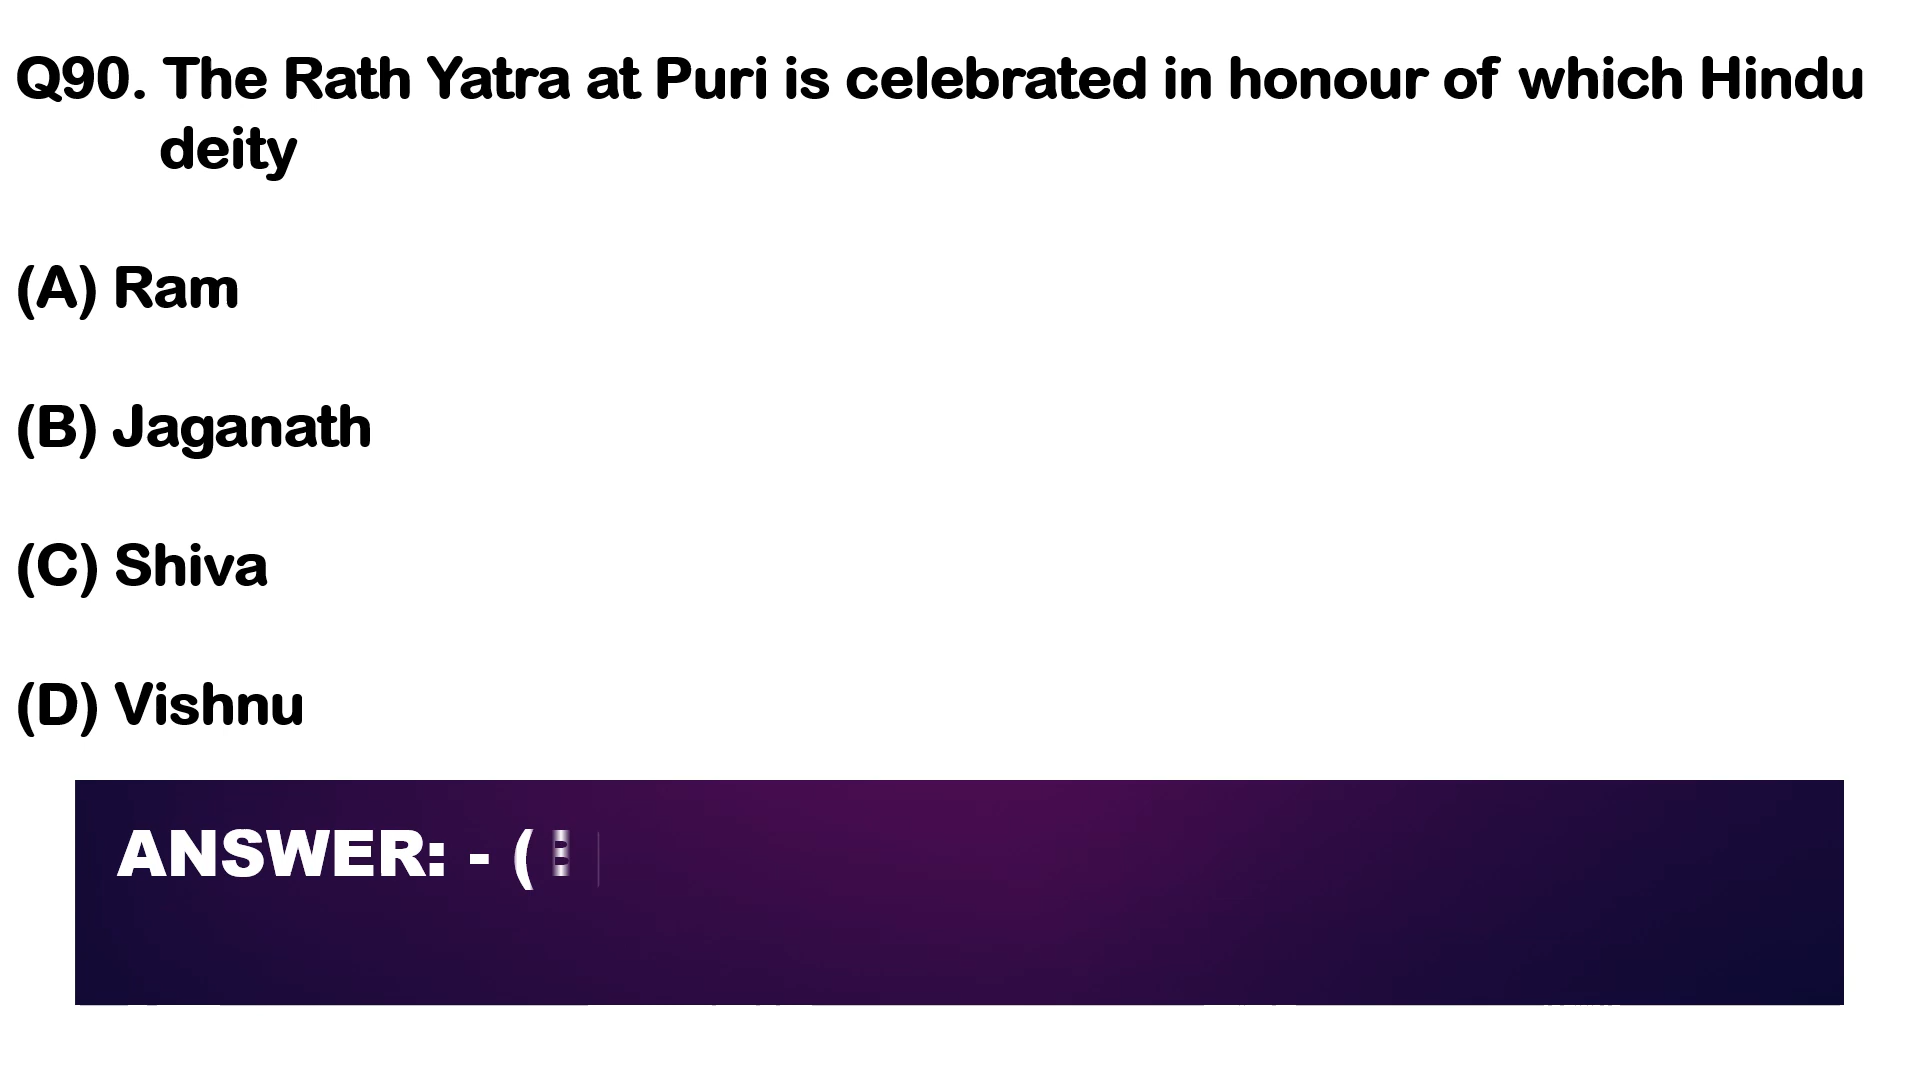 Q90. The Rath Yatra at Puri is celebrated in honour of which Hindu
deity
(A) Ram
(B) Jaganath
(C) Shiva
(D) Vishnu
ANSWER: - (